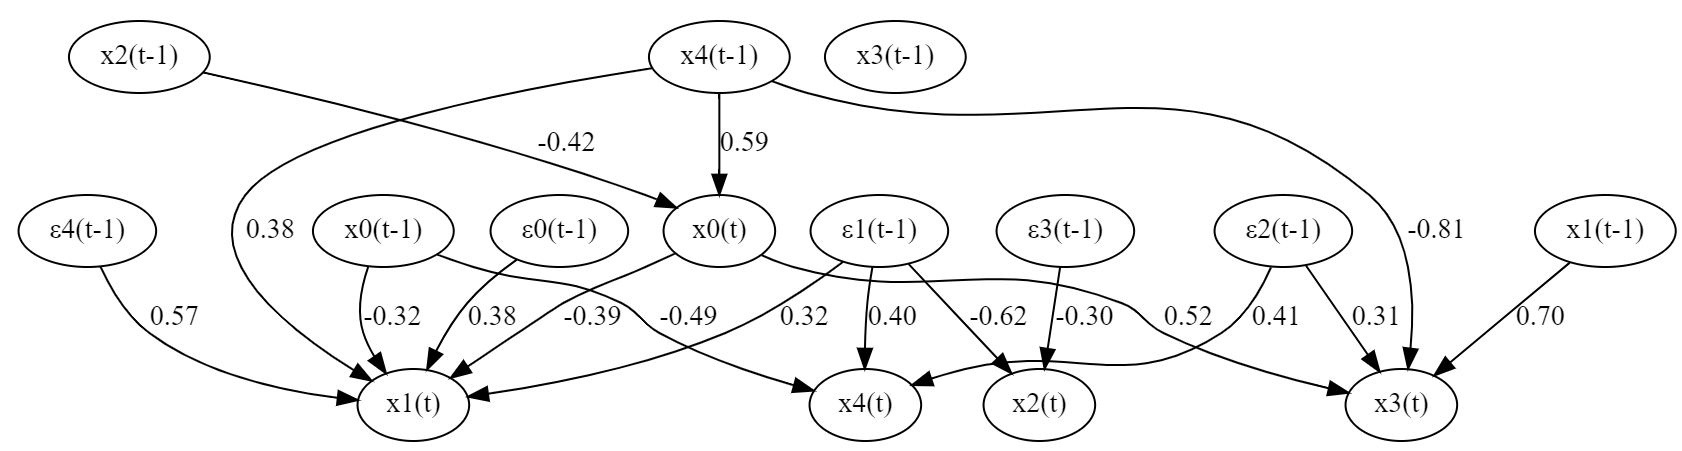 x2(t-1)
x4(t-1)
x3(t-1)
-0.42
0.59
ε4(t-1)
0.38
x0(t-1)
ε0(t-1)
x0(t)
ε1(t-1)
ε3(t-1)
ε2(t-1)
-0.81
x1(t-1)
0.57
-0.32
0.38
-0.39
-0.49
0.32
0.40
-0.62
-0.30
0.52
0.41
0.31
0.70
x1(t)
x4(t)
x2(t)
x3(t)